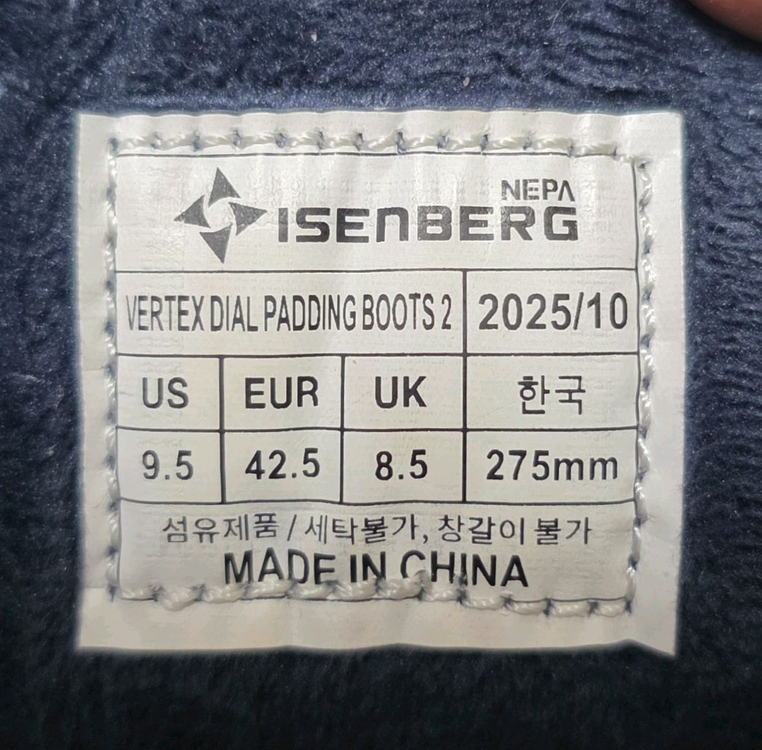 NEPA
ISENBERG
VERTEX DIAL PADDING BOOTS 2 2025/10
US EUR UK 한국
9.5 42.5 8.5 275mm
섬유제품 / 세탁불가, 창갈이 불가
MADE IN CHINA